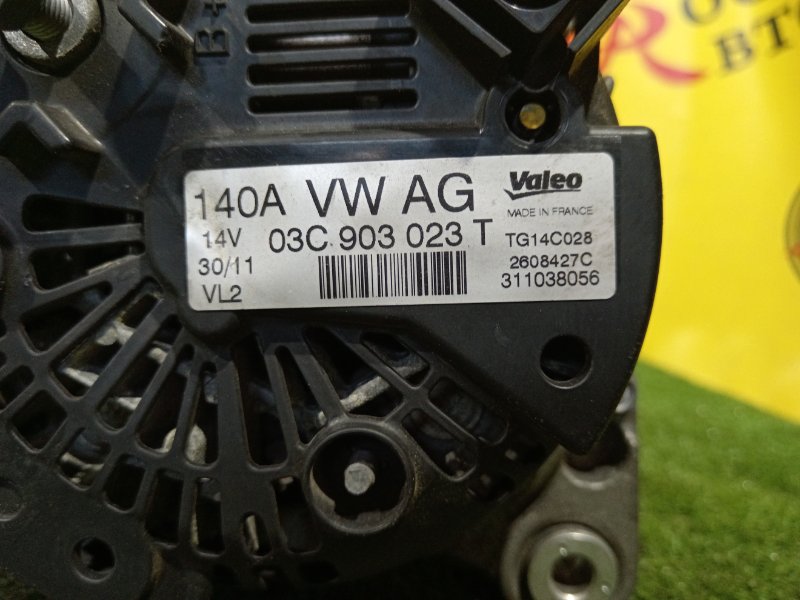 B+
140A VW AG Valeo
MADE IN FRANCE
14V 03C 903 023 T TG14C028
30/11 2608427C
VL2 311038056